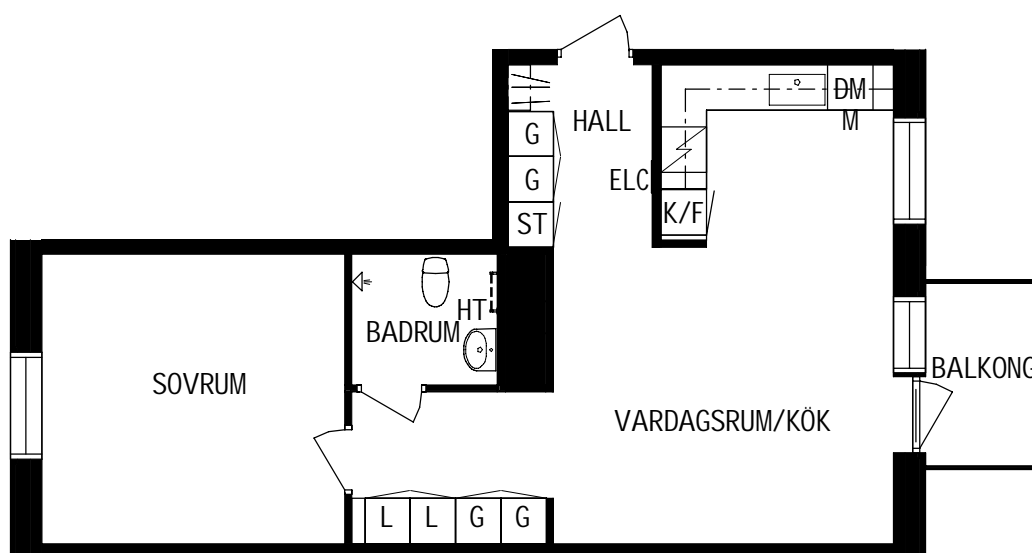 DM
M
HALL
G
ELC
G
K/F
ST
HT
BADRUM
BALKONG
SOVRUM
VARDAGSRUM/KÖK
L L G G